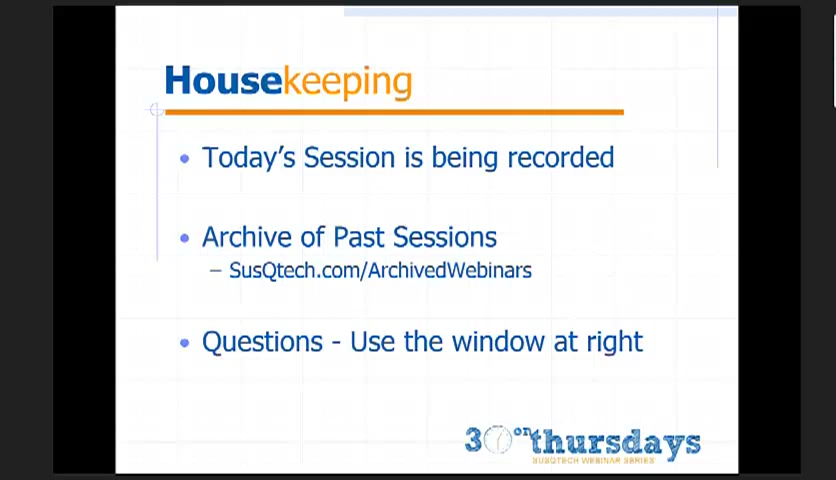 Housekeeping
• Today's Session is being recorded
• Archive of Past Sessions
– SusQtech.com/ArchivedWebinars
• Questions - Use the window at right
30 on thursdays
SUSQTECH WEBINAR SERIES